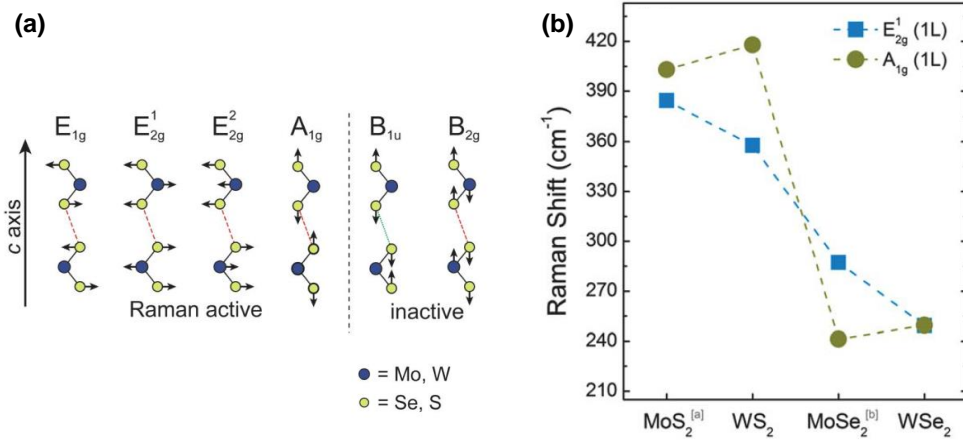 (a)
E₁g E¹₂g E²₂g A₁g B₁u B₂g
c axis
Raman active
inactive
= Mo, W
= Se, S
(b)
E¹₂g (1L)
A₁g (1L)
Raman Shift (cm⁻¹)
420
390
360
330
300
270
240
210
MoS₂[a] WS₂ MoSe₂[b] WSe₂